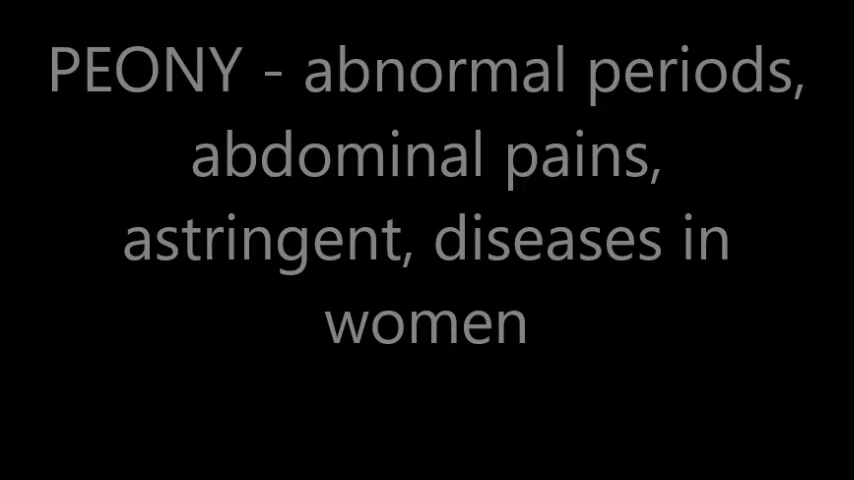 PEONY - abnormal periods,
abdominal pains,
astringent, diseases in
women